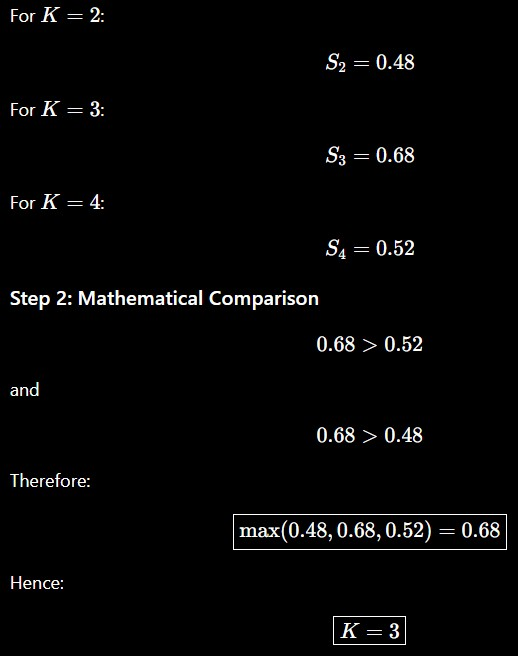 For K = 2:
S₂ = 0.48
For K = 3:
S₃ = 0.68
For K = 4:
S₄ = 0.52
Step 2: Mathematical Comparison
0.68 > 0.52
and
0.68 > 0.48
Therefore:
max(0.48, 0.68, 0.52) = 0.68
Hence:
K = 3